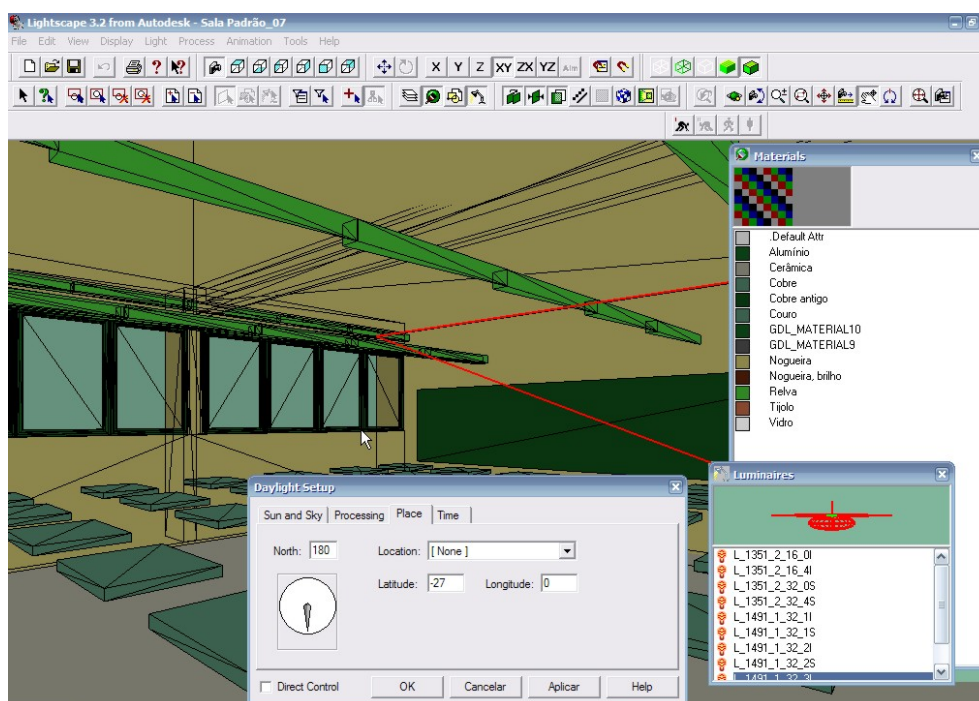 Lightscape 3.2 from Autodesk - Sala Padrão_07
File Edit View Display Light Process Animation Tools Help
X Y Z XY ZX YZ Aim
Materials
.Default Attr
Alumínio
Cerâmica
Cobre
Cobre antigo
Couro
GDL_MATERIAL10
GDL_MATERIAL9
Nogueira
Nogueira, brilho
Relva
Tijolo
Vidro
Luminaires
L_1351_2_16_0I
L_1351_2_16_4I
L_1351_2_32_0S
L_1351_2_32_4S
L_1491_1_32_1I
L_1491_1_32_1S
L_1491_1_32_2I
L_1491_1_32_2S
L_1491_1_32_3I
Daylight Setup
Sun and Sky Processing Place Time
North: 180 Location: [ None ]
Latitude: -27 Longitude: 0
Direct Control OK Cancelar Aplicar Help